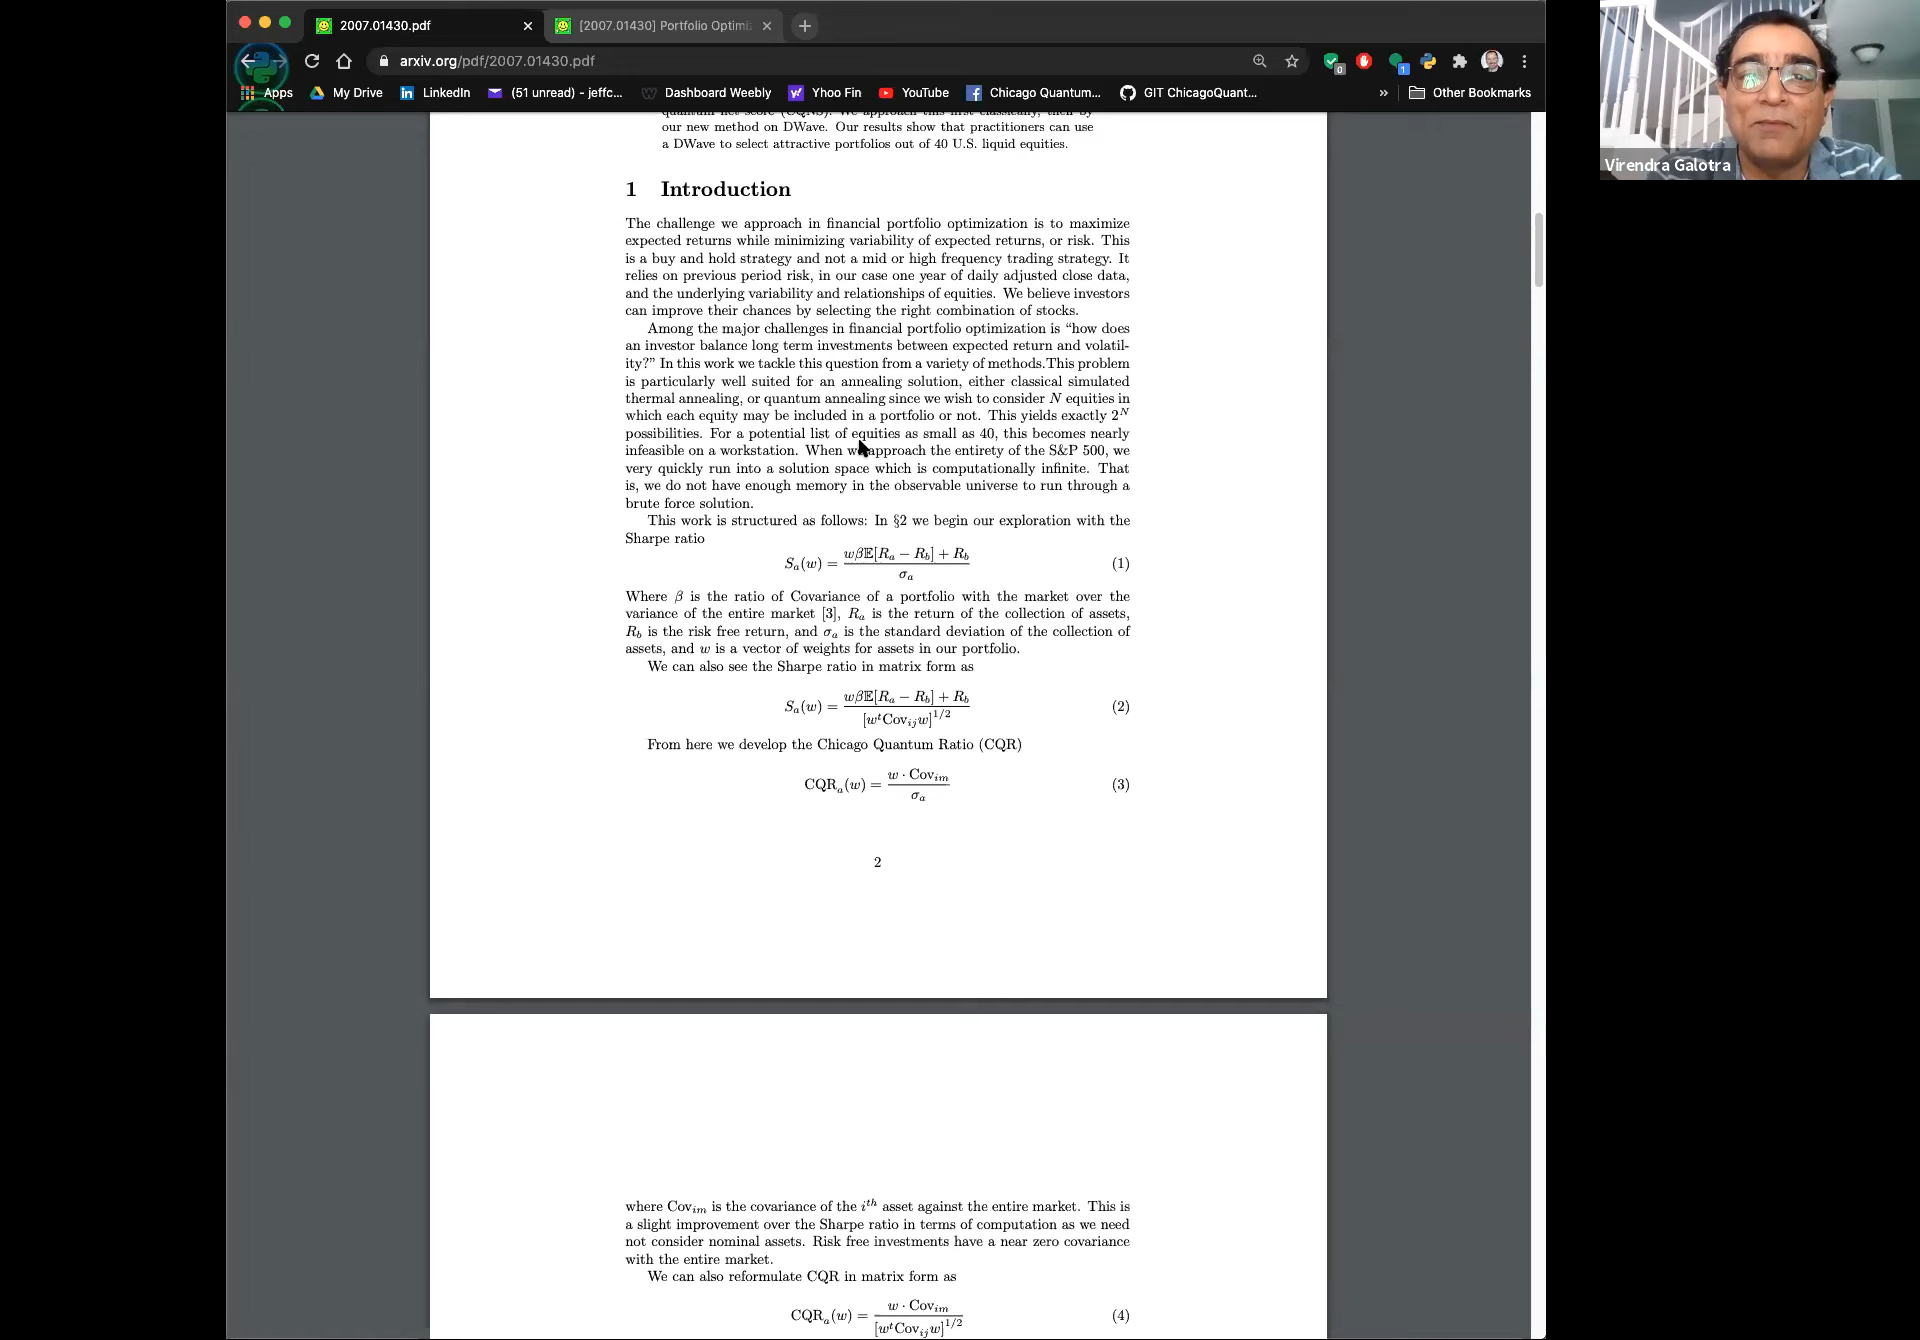 2007.01430.pdf
[2007.01430] Portfolio Optimi
arxiv.org/pdf/2007.01430.pdf
0
1
Apps
My Drive
LinkedIn
(51 unread) - jeffc...
Dashboard Weebly
Yhoo Fin
YouTube
Chicago Quantum...
GIT ChicagoQuant...
»
Other Bookmarks
Virendra Galotra
quantum net score (CQNS). We approach this first classically, then by
our new method on DWave. Our results show that practitioners can use
a DWave to select attractive portfolios out of 40 U.S. liquid equities.
1 Introduction
The challenge we approach in financial portfolio optimization is to maximize
expected returns while minimizing variability of expected returns, or risk. This
is a buy and hold strategy and not a mid or high frequency trading strategy. It
relies on previous period risk, in our case one year of daily adjusted close data,
and the underlying variability and relationships of equities. We believe investors
can improve their chances by selecting the right combination of stocks.
Among the major challenges in financial portfolio optimization is “how does
an investor balance long term investments between expected return and volatil-
ity?” In this work we tackle this question from a variety of methods.This problem
is particularly well suited for an annealing solution, either classical simulated
thermal annealing, or quantum annealing since we wish to consider N equities in
which each equity may be included in a portfolio or not. This yields exactly 2^N
possibilities. For a potential list of equities as small as 40, this becomes nearly
infeasible on a workstation. When we approach the entirety of the S&P 500, we
very quickly run into a solution space which is computationally infinite. That
is, we do not have enough memory in the observable universe to run through a
brute force solution.
This work is structured as follows: In §2 we begin our exploration with the
Sharpe ratio
S_a(w) = (wβ𝔼[R_a − R_b] + R_b) / σ_a (1)
Where β is the ratio of Covariance of a portfolio with the market over the
variance of the entire market [3], R_a is the return of the collection of assets,
R_b is the risk free return, and σ_a is the standard deviation of the collection of
assets, and w is a vector of weights for assets in our portfolio.
We can also see the Sharpe ratio in matrix form as
S_a(w) = (wβ𝔼[R_a − R_b] + R_b) / [w^t Cov_ij w]^1/2 (2)
From here we develop the Chicago Quantum Ratio (CQR)
CQR_a(w) = (w · Cov_im) / σ_a (3)
2
where Cov_im is the covariance of the i^th asset against the entire market. This is
a slight improvement over the Sharpe ratio in terms of computation as we need
not consider nominal assets. Risk free investments have a near zero covariance
with the entire market.
We can also reformulate CQR in matrix form as
CQR_a(w) = (w · Cov_im) / [w^t Cov_ij w]^1/2 (4)